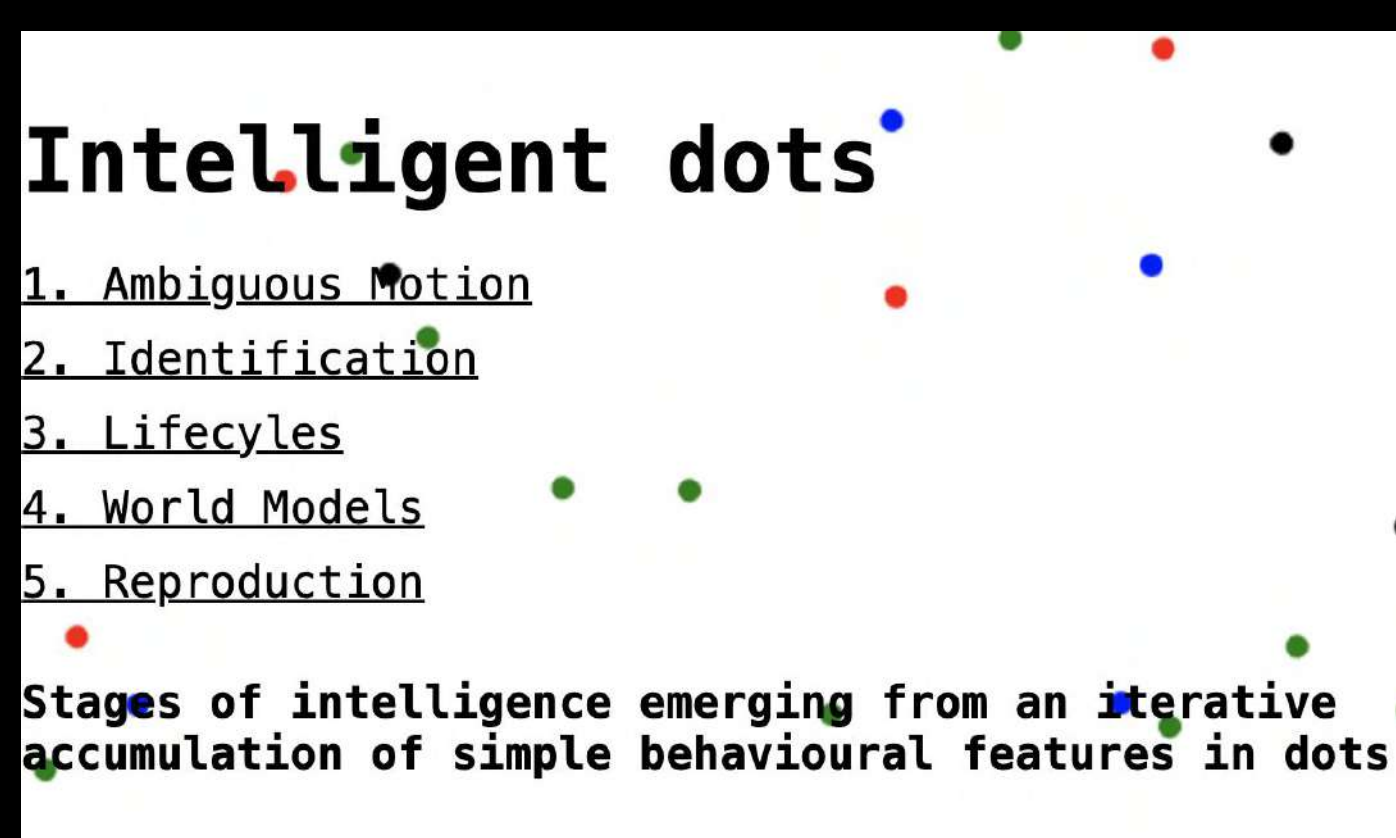 Intelligent dots
1. Ambiguous Motion
2. Identification
3. Lifecyles
4. World Models
5. Reproduction
Stages of intelligence emerging from an iterative
accumulation of simple behavioural features in dots